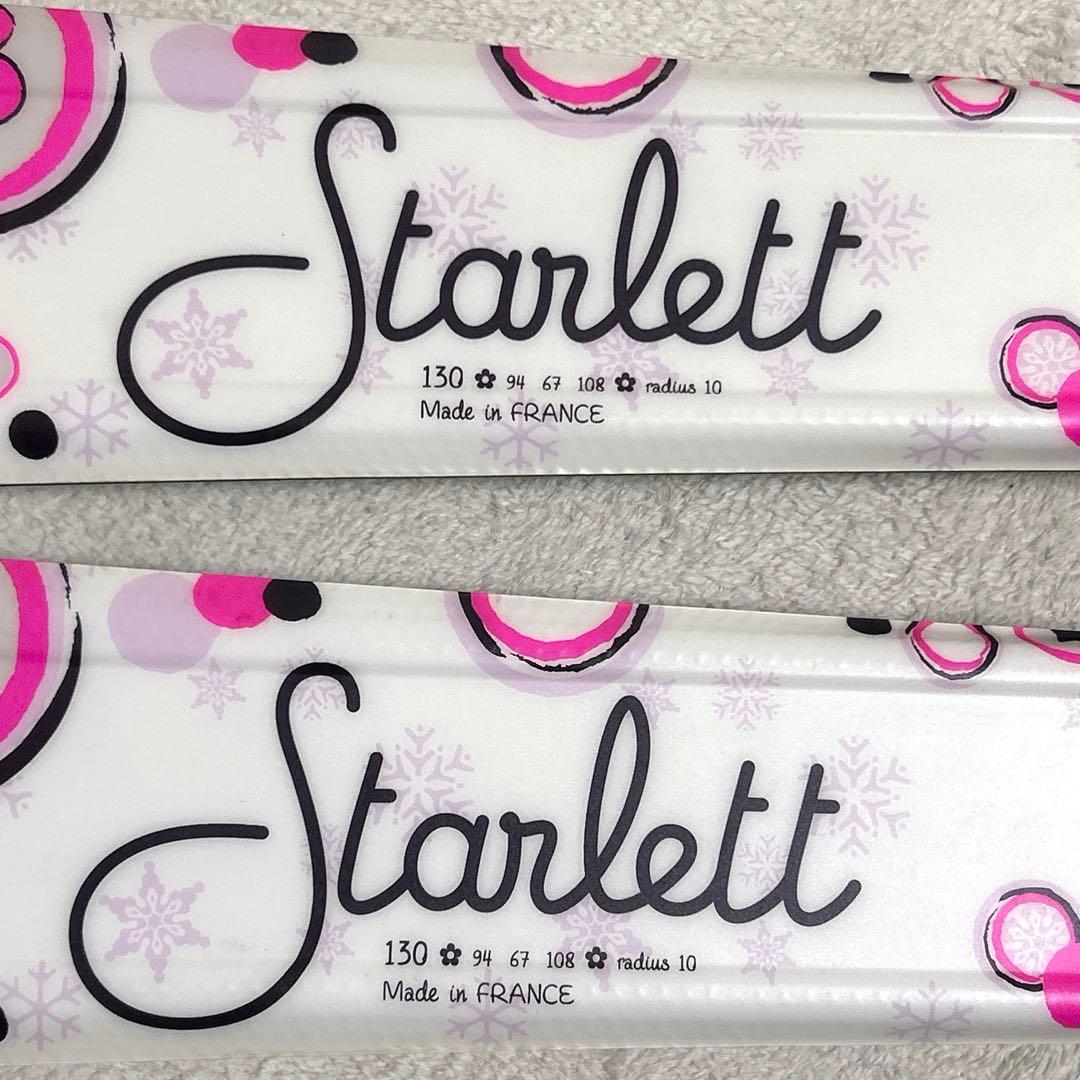 Starlett
130 ✿ 94 67 108 ✿ radius 10
Made in FRANCE
Starlett
130 ✿ 94 67 108 ✿ radius 10
Made in FRANCE